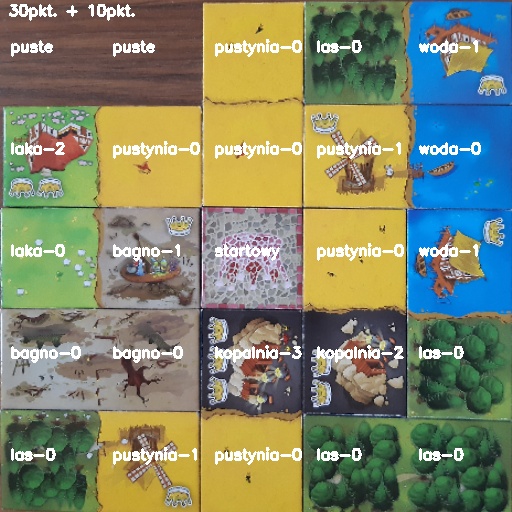 30pkt. + 10pkt.
puste puste pustynia-0 las-0 woda-1
laka-2 pustynia-0 pustynia-0 pustynia-1 woda-0
laka-0 bagno-1 startowy pustynia-0 woda-1
bagno-0 bagno-0 kopalnia-3 kopalnia-2 las-0
las-0 pustynia-1 pustynia-0 las-0 las-0